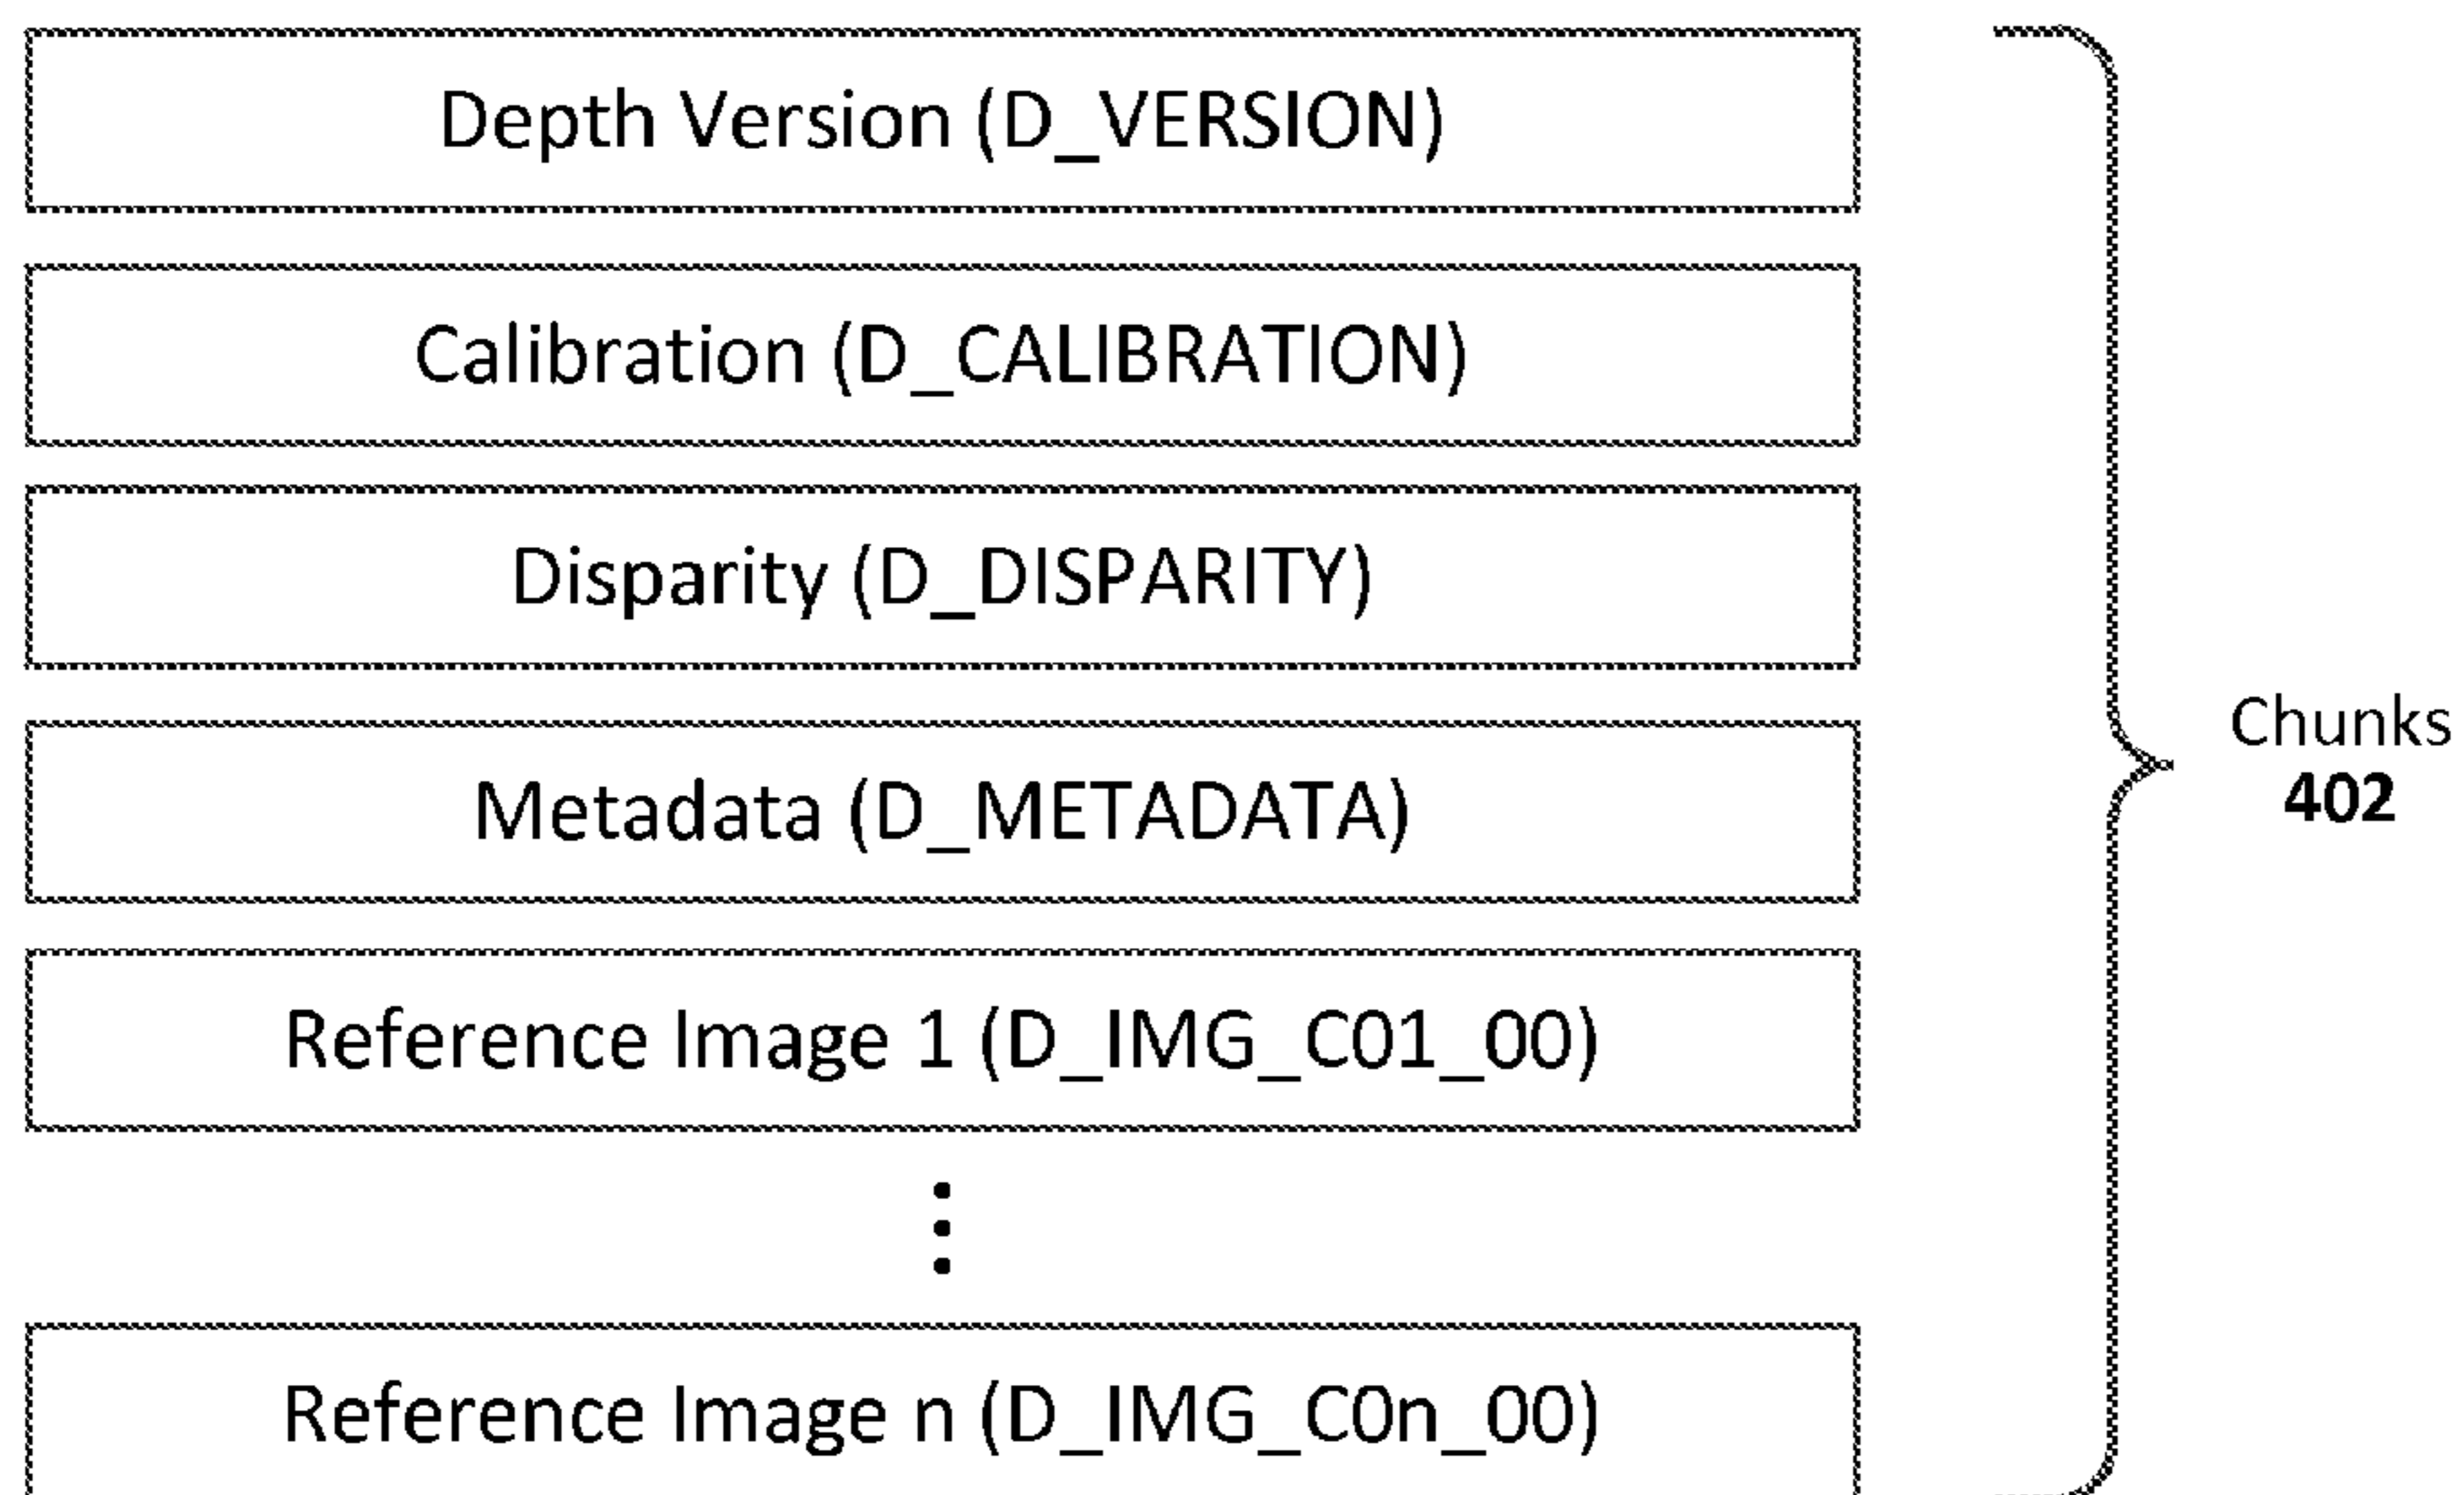 Depth Version (D_VERSION)
Calibration (D_CALIBRATION)
Disparity (D_DISPARITY)
Metadata (D_METADATA)
Chunks
402
Reference Image 1 (D_IMG_C01_00)
Reference Image n (D_IMG_C0n_00)